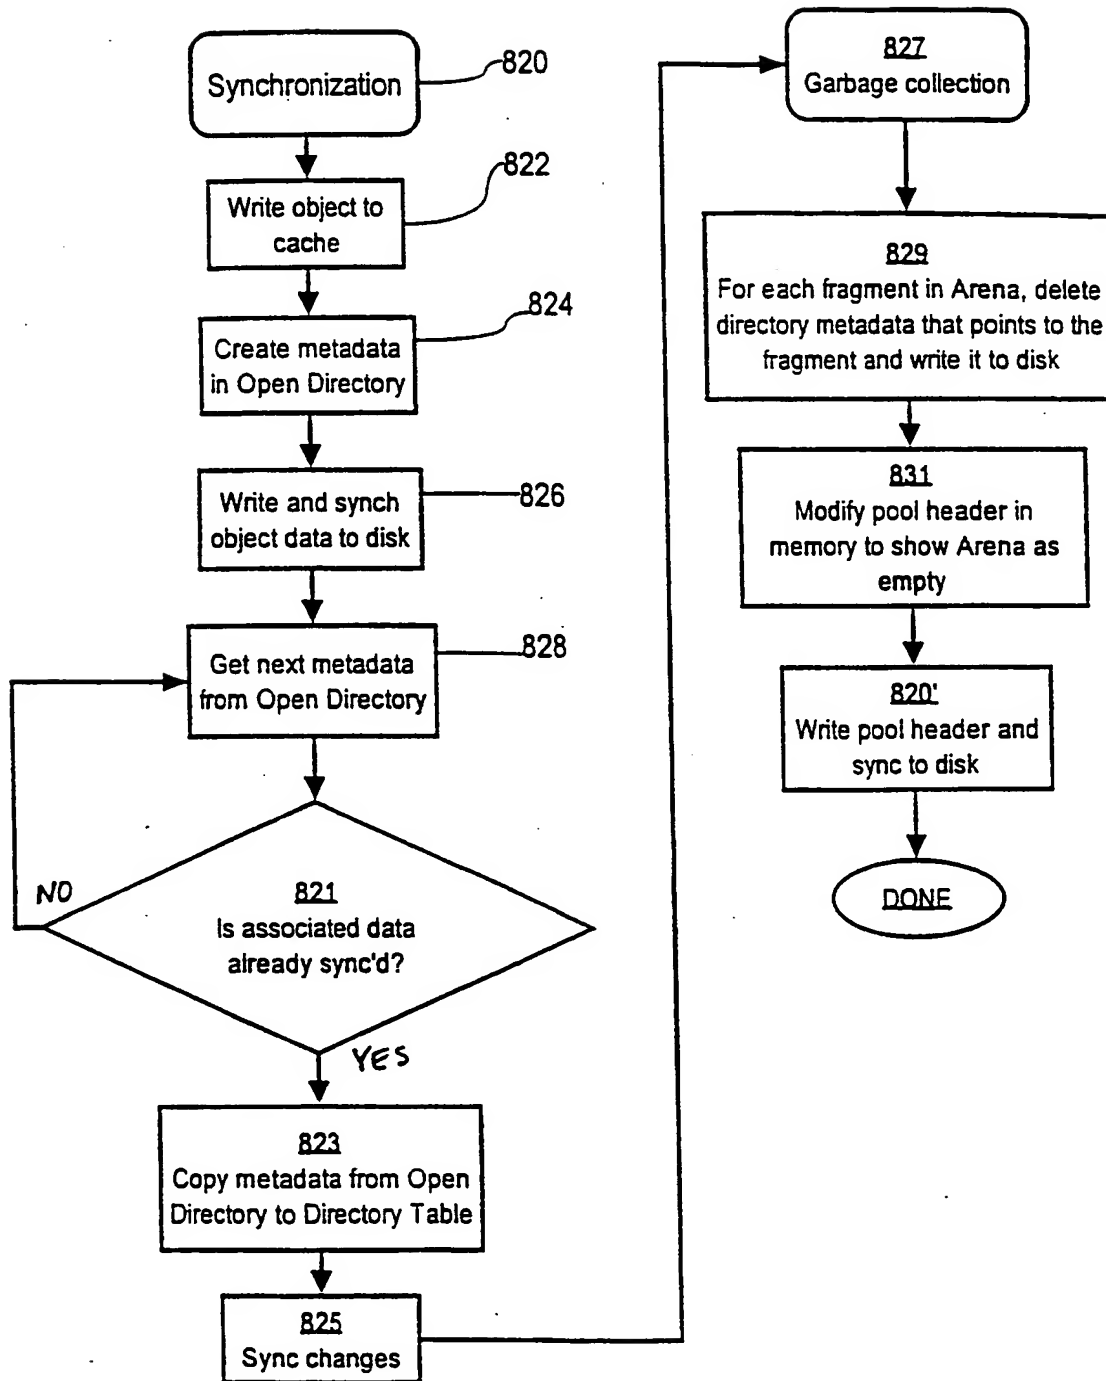 Synchronization
820
Write object to
cache
822
Create metadata
in Open Directory
824
Write and synch
object data to disk
826
Get next metadata
from Open Directory
828
821
Is associated data
already sync'd?
NO
YES
823
Copy metadata from Open
Directory to Directory Table
825
Sync changes
827
Garbage collection
829
For each fragment in Arena, delete
directory metadata that points to the
fragment and write it to disk
831
Modify pool header in
memory to show Arena as
empty
820'
Write pool header and
sync to disk
DONE